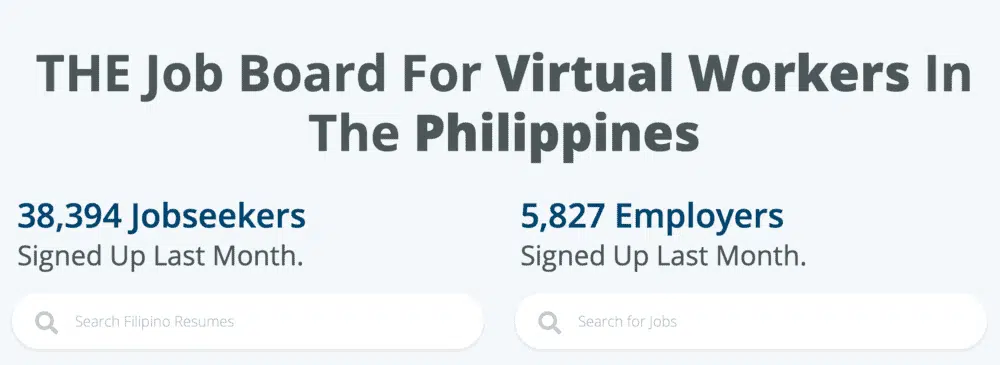 THE Job Board For Virtual Workers In
The Philippines
38,394 Jobseekers
Signed Up Last Month.
Search Filipino Resumes
5,827 Employers
Signed Up Last Month.
Search for Jobs